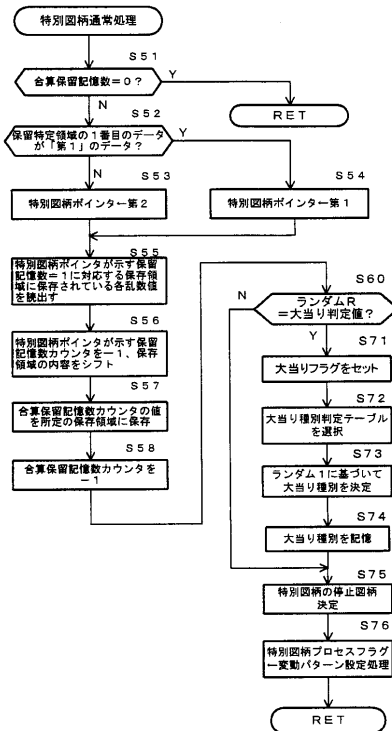 特別図柄通常処理
S51
合算保留記憶数=0?
Y
N
RET
S52
保留特定領域の1番目のデータ
が「第1」のデータ?
Y
N
S53
特別図柄ポインタ←第2
S54
特別図柄ポインタ←第1
S55
特別図柄ポインタが示す保留
記憶数=1に対応する保存領
域に保存されている各乱数値
を読出す
S56
特別図柄ポインタが示す保留
記憶数カウンタを-1、保存
領域の内容をシフト
S57
合算保留記憶数カウンタの値
を所定の保存領域に保存
S58
合算保留記憶数カウンタを
-1
S60
ランダムR
=大当り判定値?
N
Y
S71
大当りフラグをセット
S72
大当り種別判定テーブル
を選択
S73
ランダム1に基づいて
大当り種別を決定
S74
大当り種別を記憶
S75
特別図柄の停止図柄
決定
S76
特別図柄プロセスフラグ
←変動パターン設定処理
RET